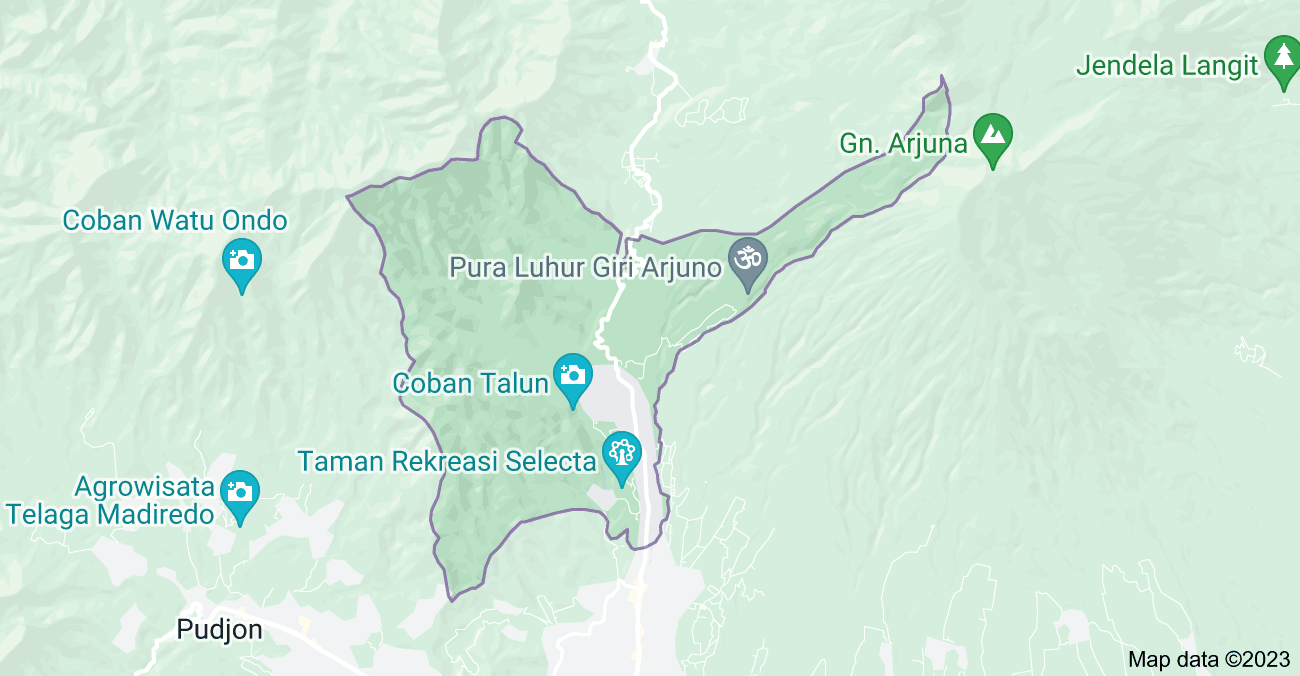 Jendela Langit
Gn. Arjuna
Coban Watu Ondo
Pura Luhur Giri Arjuno
Coban Talun
Taman Rekreasi Selecta
Agrowisata
Telaga Madiredo
Pudjon
Map data ©2023